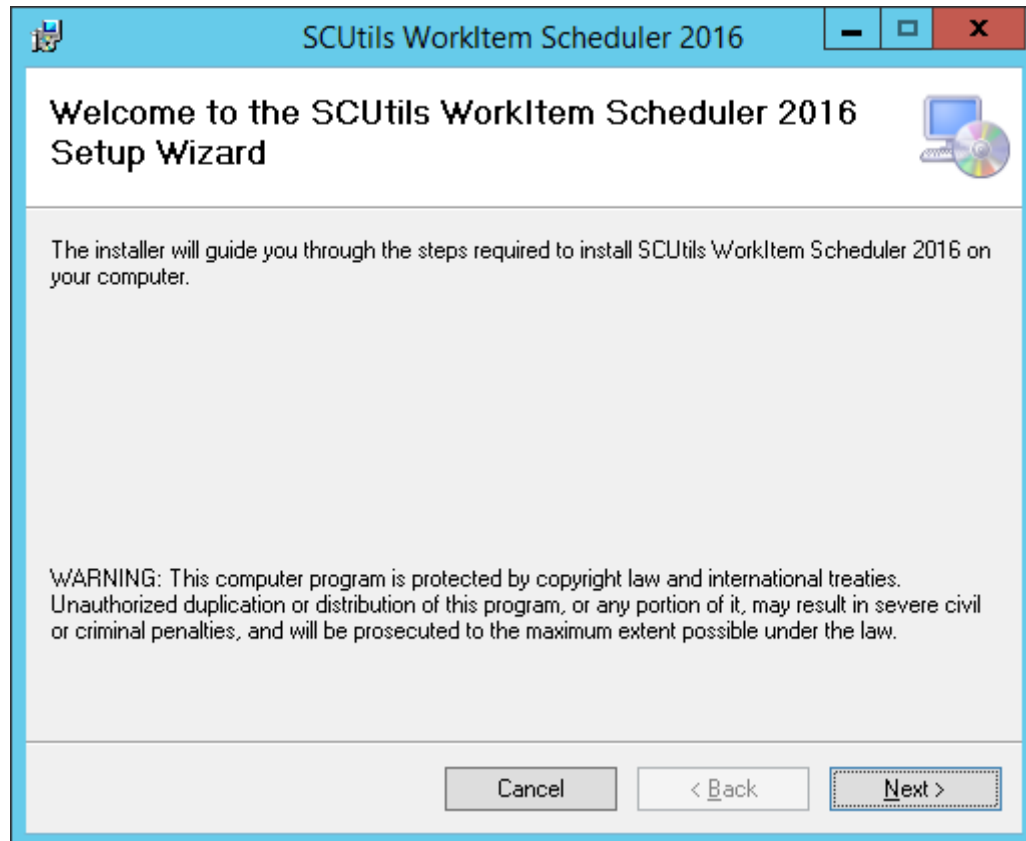 SCUtils WorkItem Scheduler 2016
Welcome to the SCUtils WorkItem Scheduler 2016
Setup Wizard
The installer will guide you through the steps required to install SCUtils WorkItem Scheduler 2016 on
your computer.
WARNING: This computer program is protected by copyright law and international treaties.
Unauthorized duplication or distribution of this program, or any portion of it, may result in severe civil
or criminal penalties, and will be prosecuted to the maximum extent possible under the law.
Cancel < Back Next >